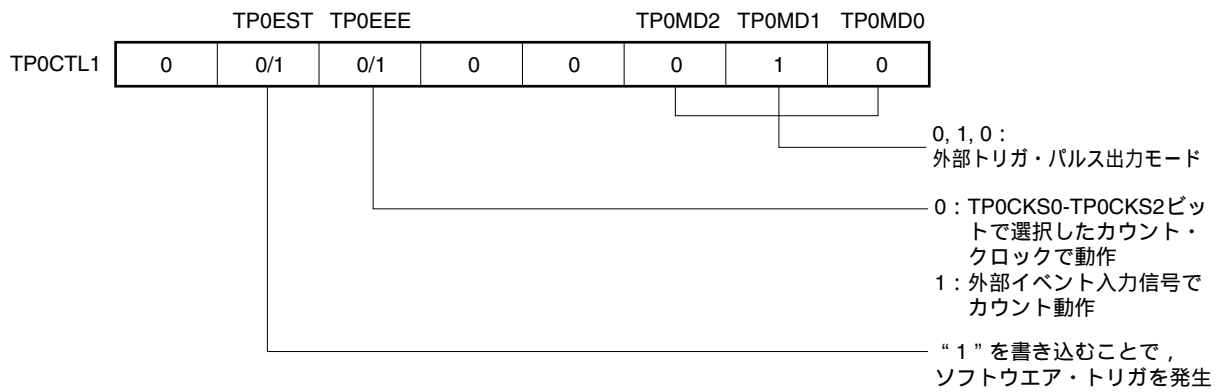 TP0EST TP0EEE TP0MD2 TP0MD1 TP0MD0
TP0CTL1 0 0/1 0/1 0 0 0 1 0
0, 1, 0：
外部トリガ・パルス出力モード
0：TP0CKS0-TP0CKS2ビッ
トで選択したカウント・
クロックで動作
1：外部イベント入力信号で
カウント動作
“1”を書き込むことで，
ソフトウエア・トリガを発生